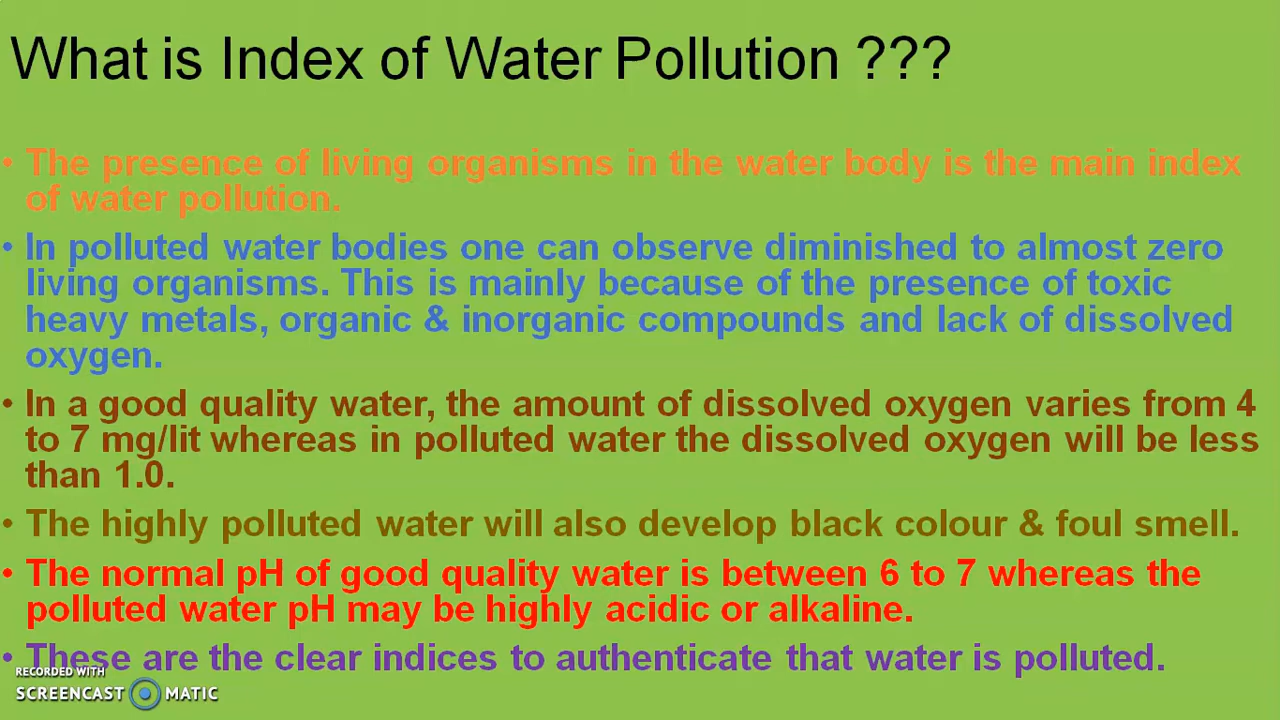 What is Index of Water Pollution ???
• The presence of living organisms in the water body is the main index
of water pollution.
• In polluted water bodies one can observe diminished to almost zero
living organisms. This is mainly because of the presence of toxic
heavy metals, organic & inorganic compounds and lack of dissolved
oxygen.
• In a good quality water, the amount of dissolved oxygen varies from 4
to 7 mg/lit whereas in polluted water the dissolved oxygen will be less
than 1.0.
• The highly polluted water will also develop black colour & foul smell.
• The normal pH of good quality water is between 6 to 7 whereas the
polluted water pH may be highly acidic or alkaline.
• These are the clear indices to authenticate that water is polluted.
RECORDED WITH
SCREENCAST MATIC